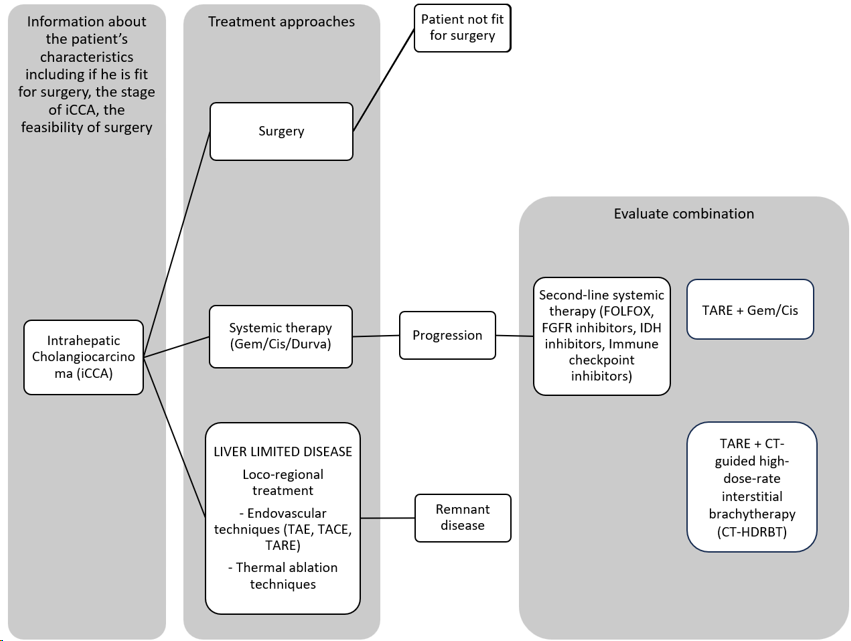 Information about
the patient's
characteristics
including if he is fit
for surgery, the stage
of iCCA, the
feasibility of surgery
Treatment approaches
Patient not fit
for surgery
Surgery
Evaluate combination
Intrahepatic
Cholangiocarcino
ma (iCCA)
Systemic therapy
(Gem/Cis/Durva)
Progression
Second-line systemic
therapy (FOLFOX,
FGFR inhibitors, IDH
inhibitors, Immune
checkpoint
inhibitors)
TARE + Gem/Cis
LIVER LIMITED DISEASE
Loco-regional
treatment
- Endovascular
techniques (TAE, TACE,
TARE)
- Thermal ablation
techniques
Remnant
disease
TARE + CT-
guided high-
dose-rate
interstitial
brachytherapy
(CT-HDRBT)